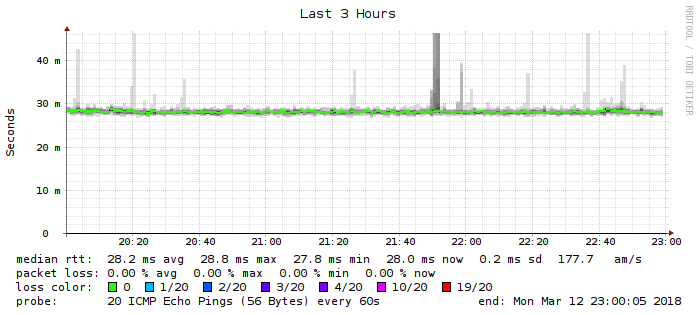 Last 3 Hours
RRDTOOL / TOBI OETIKER
Seconds
40 m
30 m
20 m
10 m
0
20:20 20:40 21:00 21:20 21:40 22:00 22:20 22:40 23:00
median rtt: 28.2 ms avg 28.8 ms max 27.8 ms min 28.0 ms now 0.2 ms sd 177.7 am/s
packet loss: 0.00 % avg 0.00 % max 0.00 % min 0.00 % now
loss color: 0 1/20 2/20 3/20 4/20 10/20 19/20
probe: 20 ICMP Echo Pings (56 Bytes) every 60s end: Mon Mar 12 23:00:05 2018